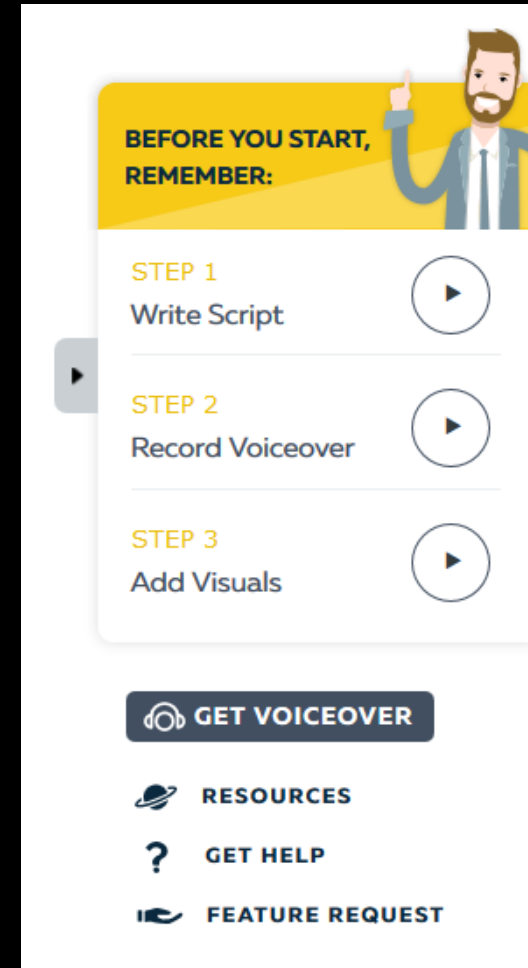 BEFORE YOU START,
REMEMBER:
STEP 1
Write Script
STEP 2
Record Voiceover
STEP 3
Add Visuals
GET VOICEOVER
RESOURCES
? GET HELP
FEATURE REQUEST